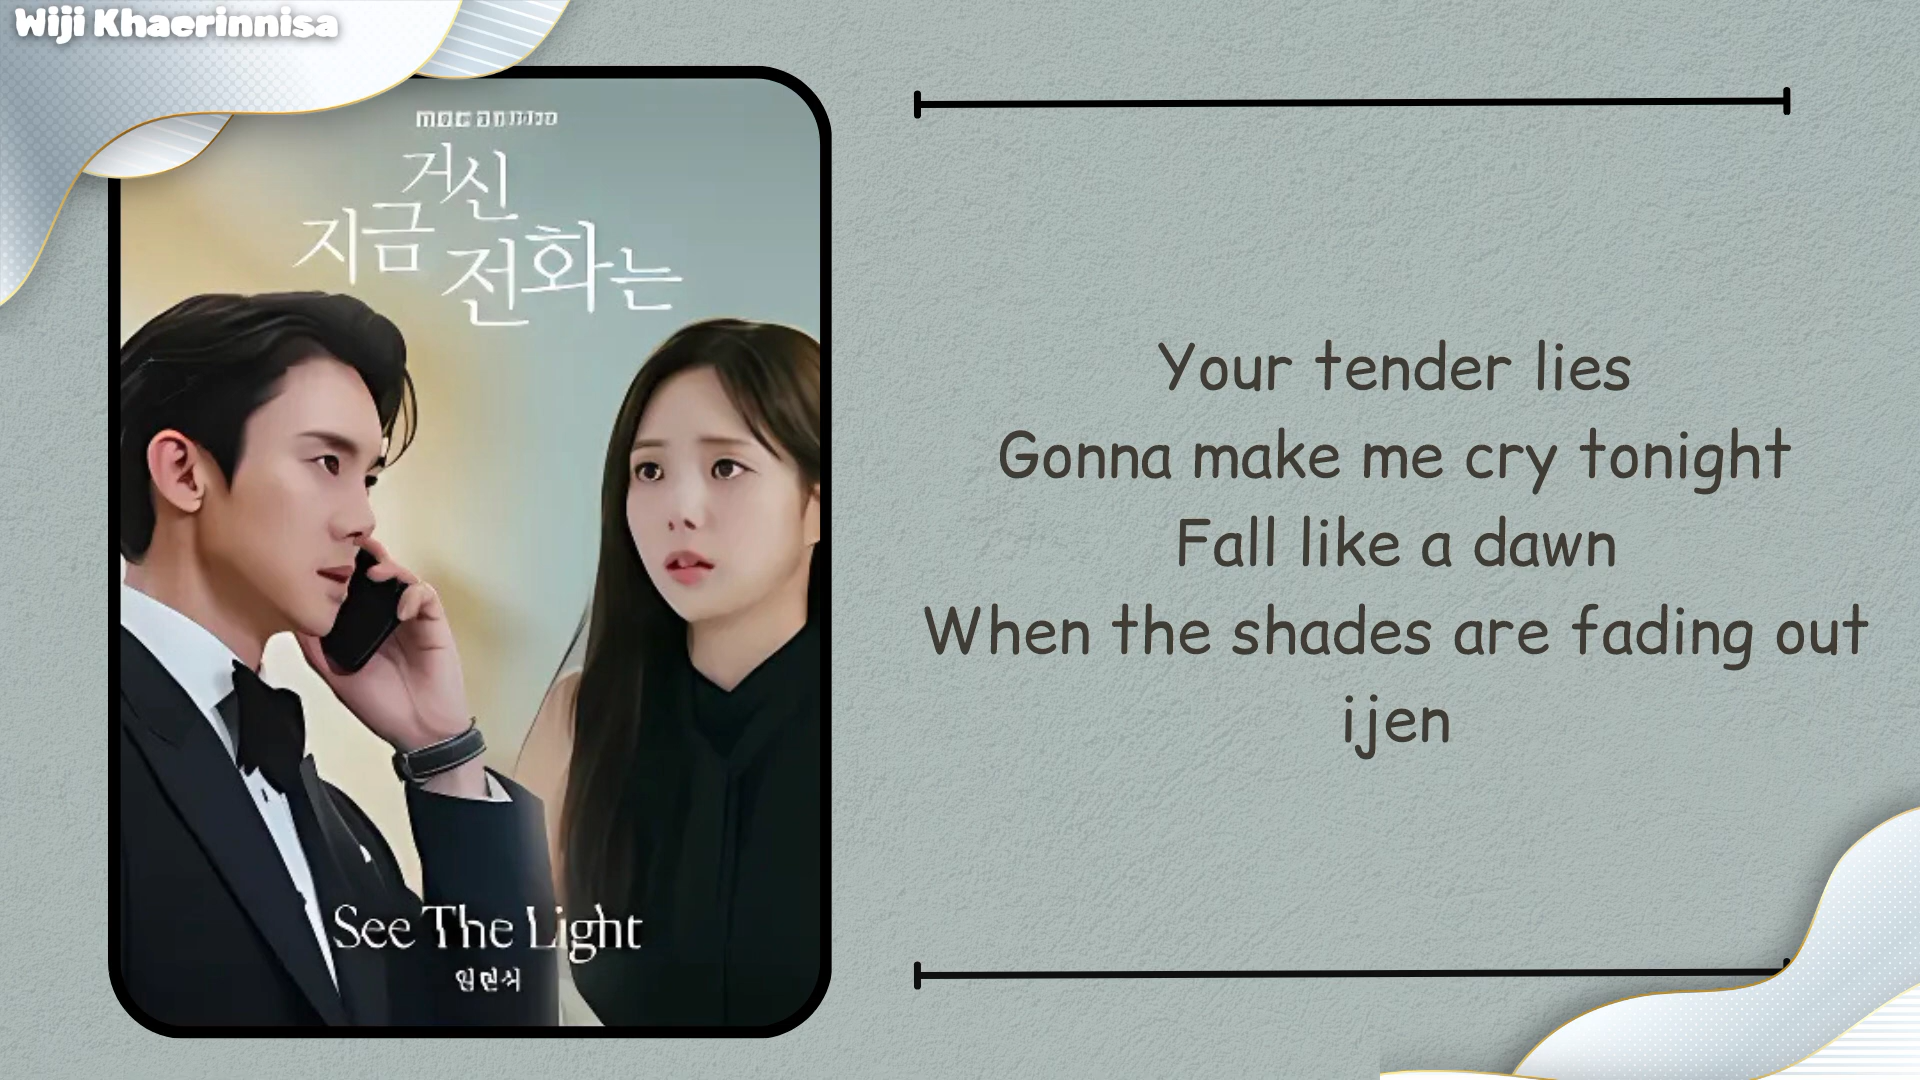 Wiji Khaerinnisa
거신
지금 전화는
See The Light
임현식
Your tender lies
Gonna make me cry tonight
Fall like a dawn
When the shades are fading out
ijen